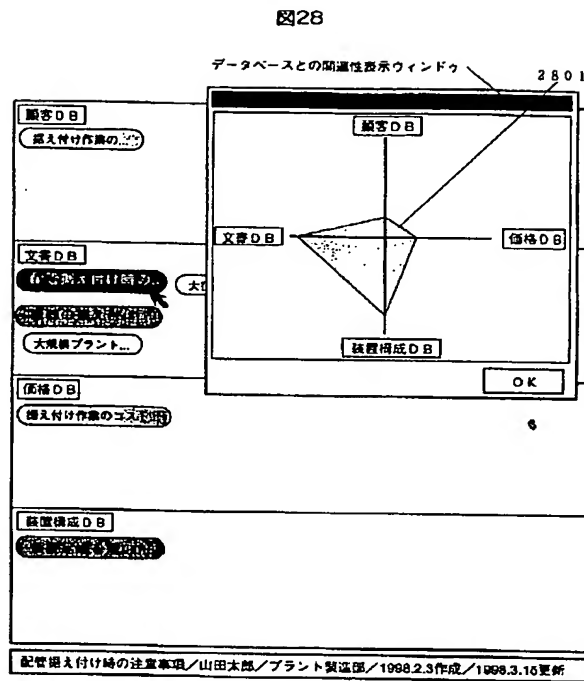 図28
データベースとの関連性表示ウィンドゥ
2801
顧客DB
据え付け作業の
顧客DB
文書DB
価格DB
装置構成DB
OK
文書DB
大規模プラント...
価格DB
据え付け作業のコス
装置構成DB
配管据え付け時の注意事項/山田太郎/プラント製造部/1998.2.3作成/1998.3.15更新